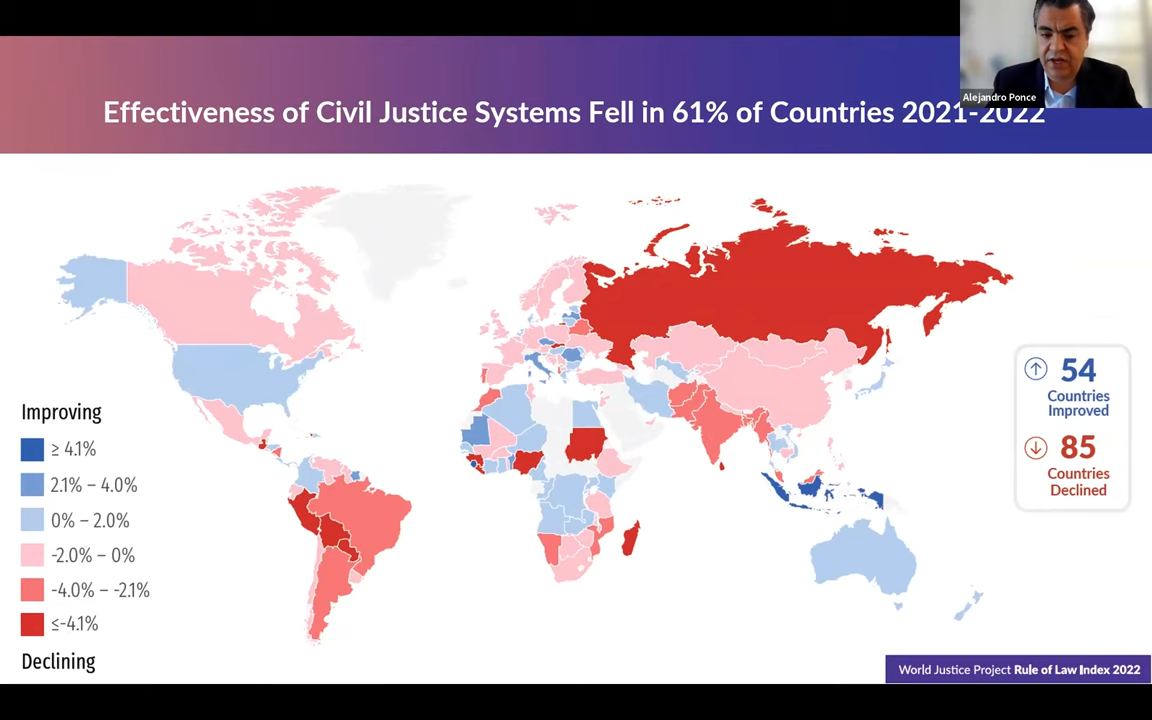 Alejandro Ponce
Effectiveness of Civil Justice Systems Fell in 61% of Countries 2021-2022
Improving
≥ 4.1%
2.1% – 4.0%
0% – 2.0%
-2.0% – 0%
-4.0% – -2.1%
≤-4.1%
Declining
54
Countries
Improved
85
Countries
Declined
World Justice Project Rule of Law Index 2022